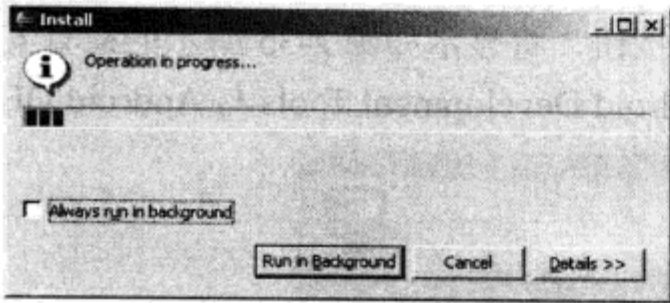 Install
Operation in progress...
Always run in background
Run in Background
Cancel
Details >>